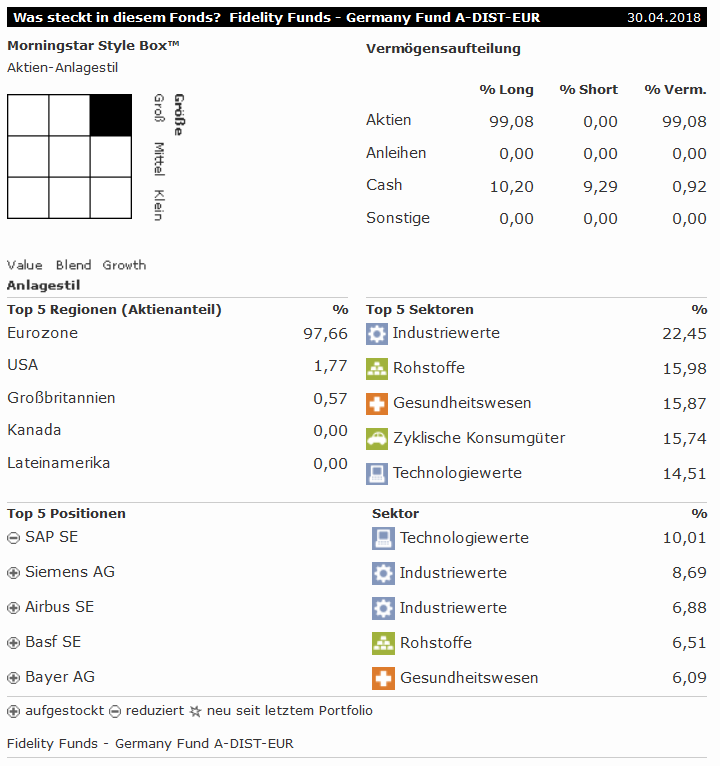 Was steckt in diesem Fonds? Fidelity Funds - Germany Fund A-DIST-EUR 30.04.2018
Morningstar Style Box™
Aktien-Anlagestil
Größe
Groß Mittel Klein
Value Blend Growth
Anlagestil
Vermögensaufteilung
% Long % Short % Verm.
Aktien 99,08 0,00 99,08
Anleihen 0,00 0,00 0,00
Cash 10,20 9,29 0,92
Sonstige 0,00 0,00 0,00
Top 5 Regionen (Aktienanteil) %
Eurozone 97,66
USA 1,77
Großbritannien 0,57
Kanada 0,00
Lateinamerika 0,00
Top 5 Sektoren %
Industriewerte 22,45
Rohstoffe 15,98
Gesundheitswesen 15,87
Zyklische Konsumgüter 15,74
Technologiewerte 14,51
Top 5 Positionen Sektor %
SAP SE Technologiewerte 10,01
Siemens AG Industriewerte 8,69
Airbus SE Industriewerte 6,88
Basf SE Rohstoffe 6,51
Bayer AG Gesundheitswesen 6,09
aufgestockt reduziert neu seit letztem Portfolio
Fidelity Funds - Germany Fund A-DIST-EUR